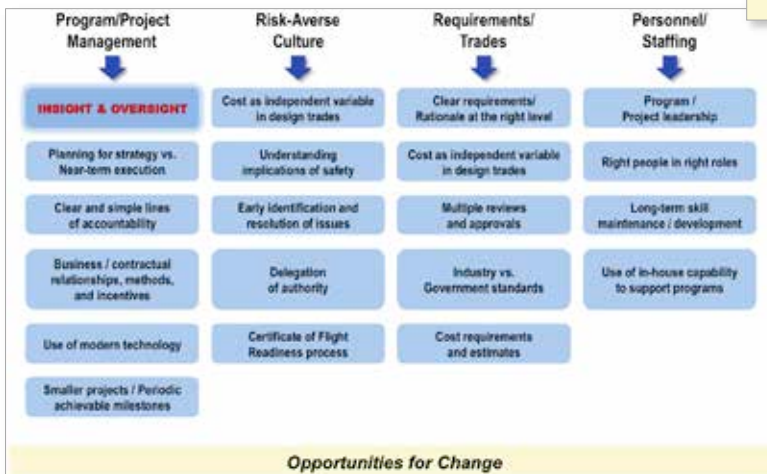 Program/Project
Management
INSIGHT & OVERSIGHT
Planning for strategy vs.
Near-term execution
Clear and simple lines
of accountability
Business / contractual
relationships, methods,
and incentives
Use of modern technology
Smaller projects / Periodic
achievable milestones
Risk-Averse
Culture
Cost as independent variable
in design trades
Understanding
implications of safety
Early identification and
resolution of issues
Delegation
of authority
Certificate of Flight
Readiness process
Requirements/
Trades
Clear requirements/
Rationale at the right level
Cost as independent variable
in design trades
Multiple reviews
and approvals
Industry vs.
Government standards
Cost requirements
and estimates
Personnel/
Staffing
Program /
Project leadership
Right people in right roles
Long-term skill
maintenance / development
Use of in-house capability
to support programs
Opportunities for Change